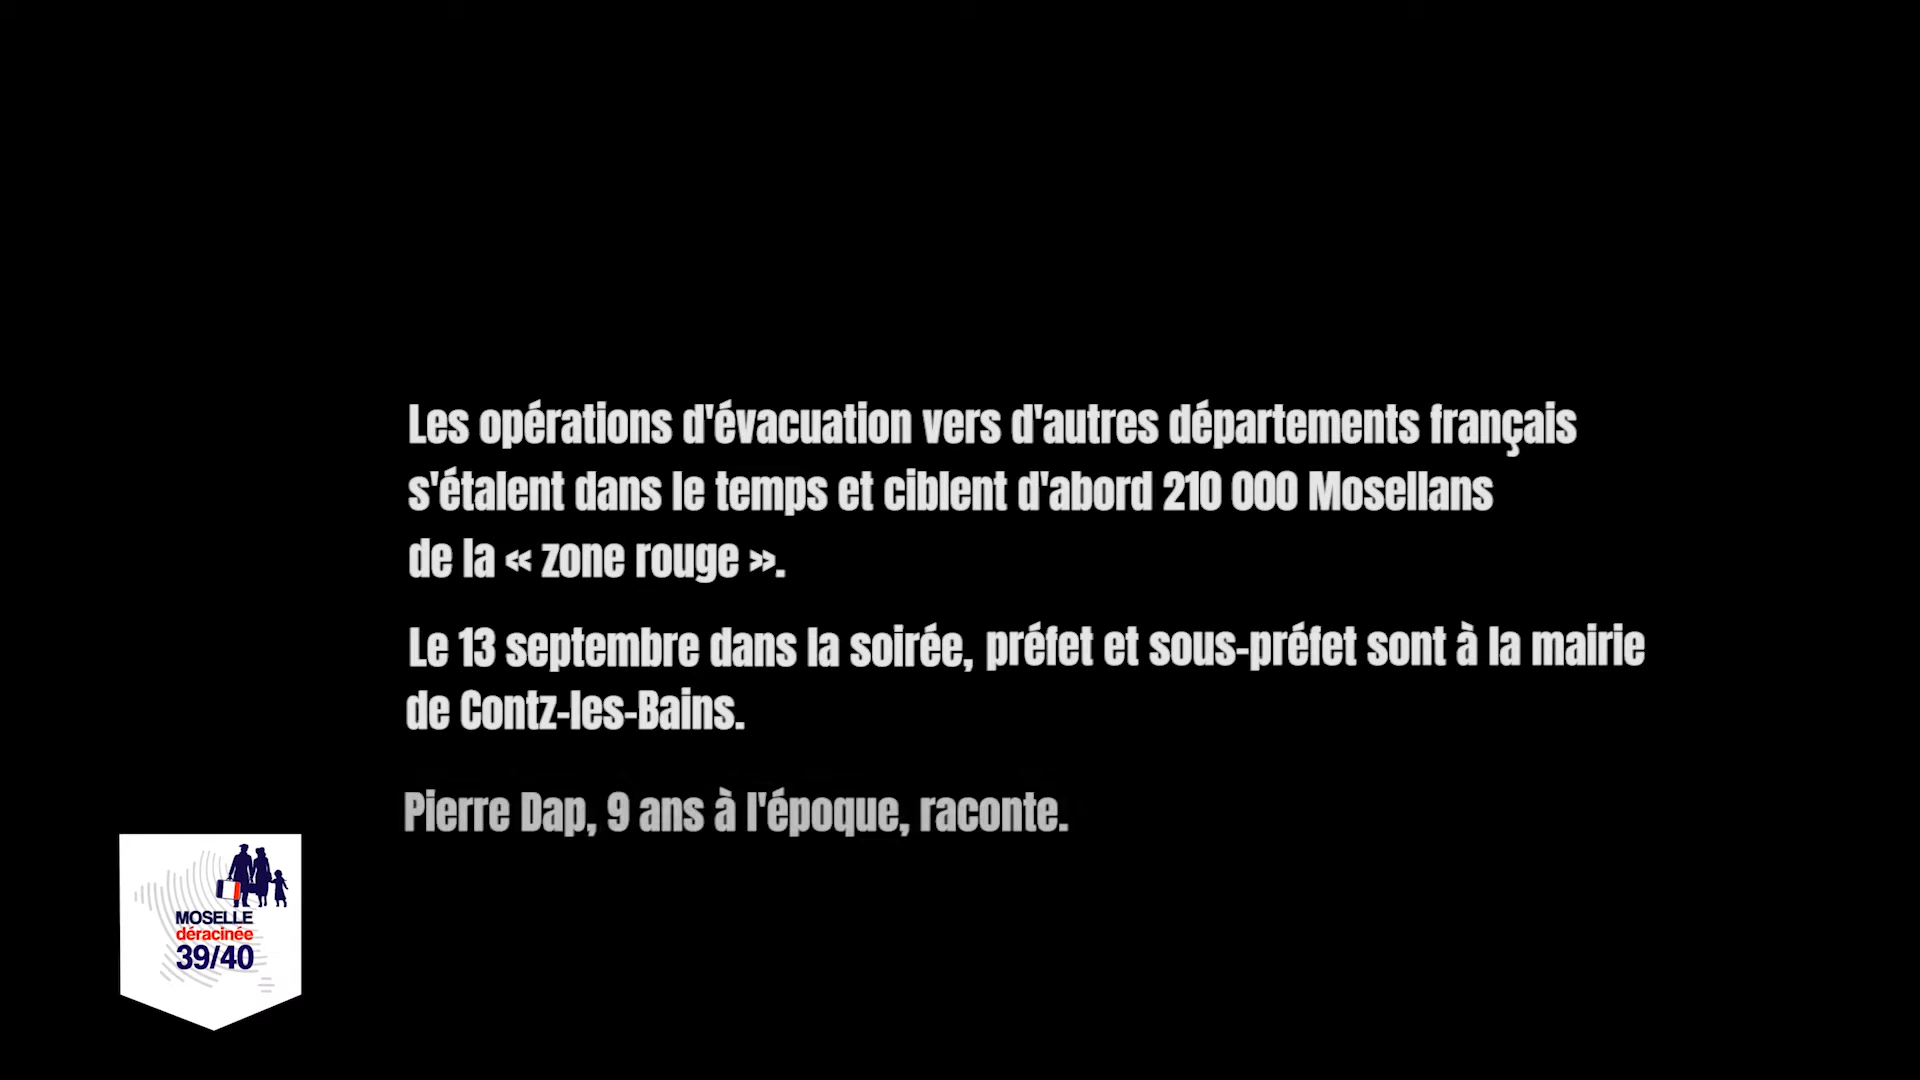 Les opérations d'évacuation vers d'autres départements français
s'étalent dans le temps et ciblent d'abord 210 000 Mosellans
de la « zone rouge ».
Le 13 septembre dans la soirée, préfet et sous-préfet sont à la mairie
de Contz-les-Bains.
Pierre Dap, 9 ans à l'époque, raconte.
MOSELLE
déracinée
39/40